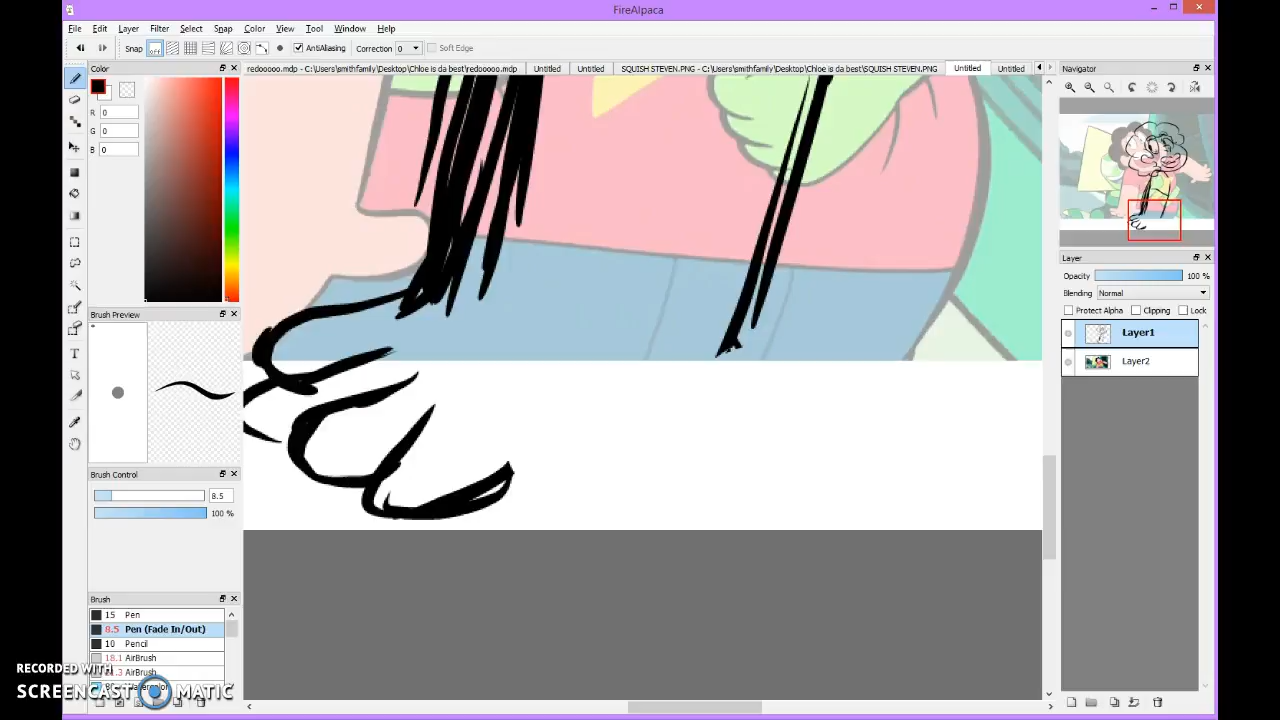 FireAlpaca
File Edit Layer Filter Select Snap Color View Tool Window Help
Snap off AntiAliasing Correction 0 Soft Edge
Color
redooooo.mdp - C:\Users\smithfamily\Desktop\Chloe is da best\redooooo.mdp Untitled Untitled SQUISH STEVEN.PNG - C:\Users\smithfamily\Desktop\Chloe is da best\SQUISH STEVEN.PNG Untitled Untitled
Navigator
R 0
G 0
B 0
Layer
Opacity 100 %
Blending Normal
Protect Alpha Clipping Lock
Layer1
Layer2
Brush Preview
Brush Control
8.5
100 %
Brush
15 Pen
8.5 Pen (Fade In/Out)
10 Pencil
18.1 AirBrush
AirBrush
RECORDED WITH
SCREENCAST MATIC